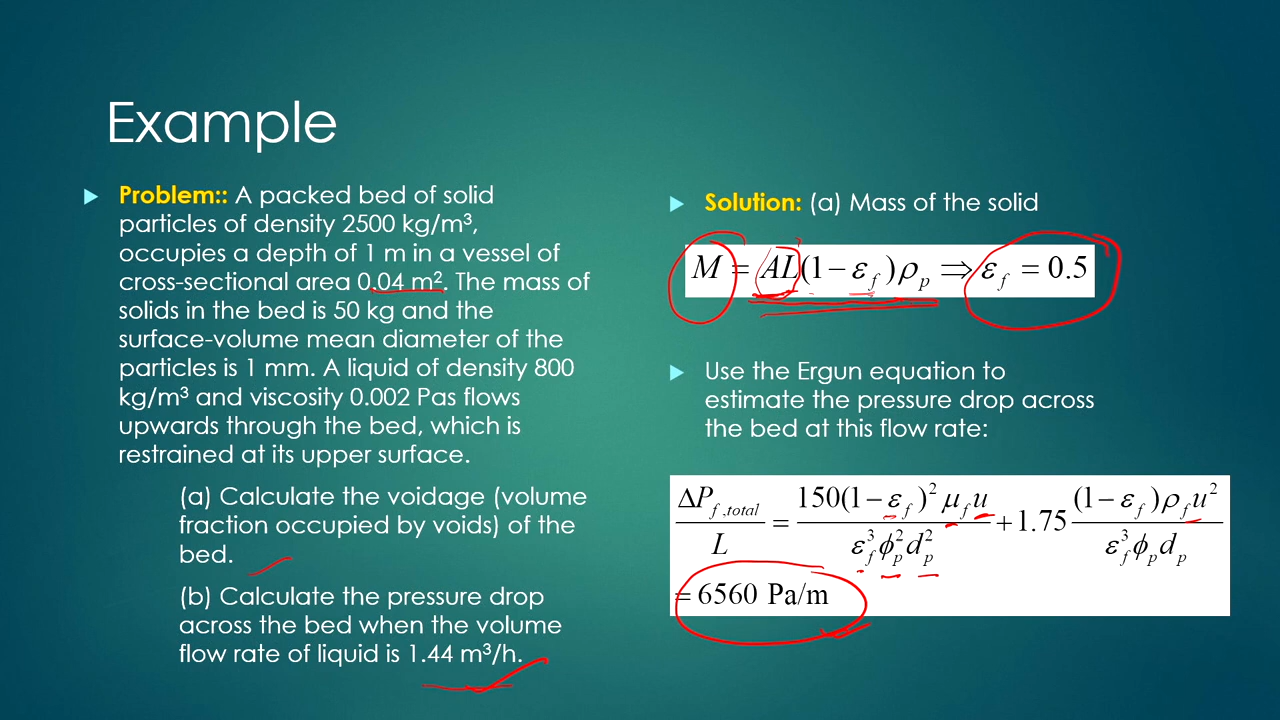 Example
Problem:: A packed bed of solid
particles of density 2500 kg/m³,
occupies a depth of 1 m in a vessel of
cross-sectional area 0.04 m². The mass of
solids in the bed is 50 kg and the
surface-volume mean diameter of the
particles is 1 mm. A liquid of density 800
kg/m³ and viscosity 0.002 Pas flows
upwards through the bed, which is
restrained at its upper surface.
(a) Calculate the voidage (volume
fraction occupied by voids) of the
bed.
(b) Calculate the pressure drop
across the bed when the volume
flow rate of liquid is 1.44 m³/h.
Solution: (a) Mass of the solid
M = AL(1 − ε_f)ρ_p ⇒ ε_f = 0.5
Use the Ergun equation to
estimate the pressure drop across
the bed at this flow rate:
ΔP_{f,total}/L = 150(1 − ε_f)² μ_f u / ε_f³ ϕ_p² d_p² + 1.75 (1 − ε_f)ρ_f u² / ε_f³ ϕ_p d_p
= 6560 Pa/m